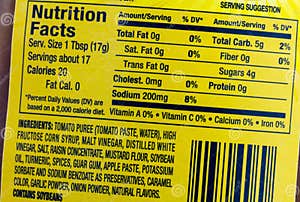 SERVING SUGGESTION
Nutrition
Facts
Serv. Size 1 Tbsp (17g)
Servings about 17
Calories 20
Fat Cal. 0
*Percent Daily Values (DV) are
based on a 2,000 calorie diet.
Amount/Serving % DV* Amount/Serving % DV*
Total Fat 0g 0% Total Carb. 5g 2%
Sat. Fat 0g 0% Fiber 0g 0%
Trans Fat 0g Sugars 4g
Cholest. 0mg 0% Protein 0g
Sodium 200mg 8%
Vitamin A 0% • Vitamin C 0% • Calcium 0% • Iron 0%
INGREDIENTS: TOMATO PUREE (TOMATO PASTE, WATER), HIGH
FRUCTOSE CORN SYRUP, MALT VINEGAR, DISTILLED WHITE
VINEGAR, SALT, RAISIN CONCENTRATE, MUSTARD FLOUR, SOYBEAN
OIL, TURMERIC, SPICES, GUAR GUM, APPLE PASTE, POTASSIUM
SORBATE AND SODIUM BENZOATE AS PRESERVATIVES, CARAMEL
COLOR, GARLIC POWDER, ONION POWDER, NATURAL FLAVORS.
CONTAINS SOYBEANS